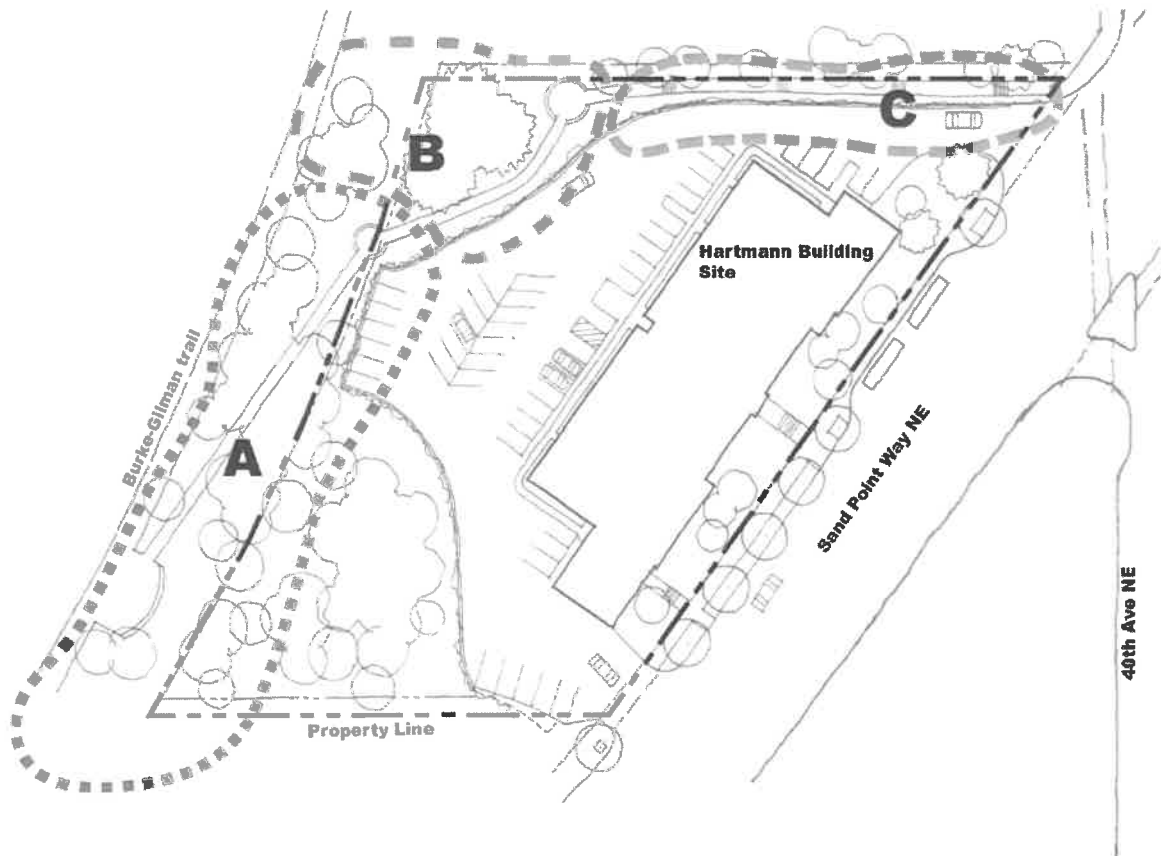 B
C
Hartmann Building
Site
Burke-Gilman trail
A
Sand Point Way NE
40th Ave NE
Property Line